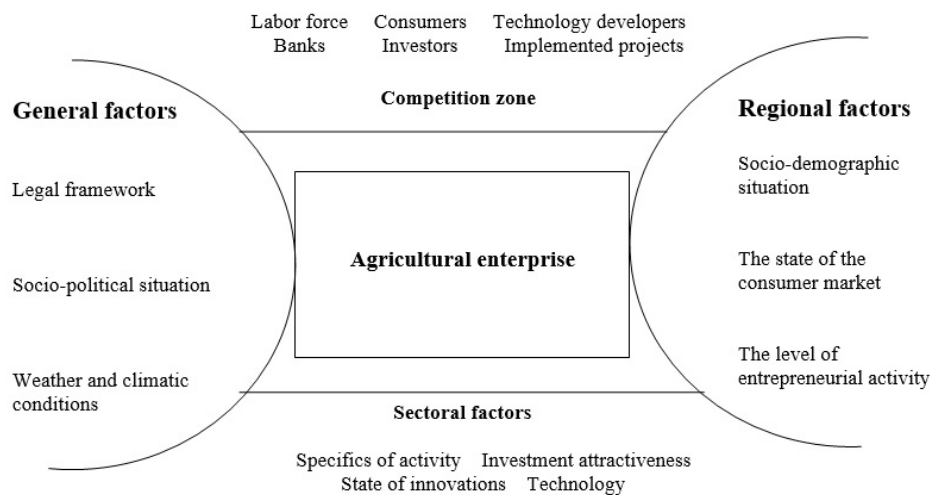 Labor force Consumers Technology developers
Banks Investors Implemented projects
Competition zone
General factors
Legal framework
Socio-political situation
Weather and climatic
conditions
Agricultural enterprise
Regional factors
Socio-demographic
situation
The state of the
consumer market
The level of
entrepreneurial activity
Sectoral factors
Specifics of activity Investment attractiveness
State of innovations Technology